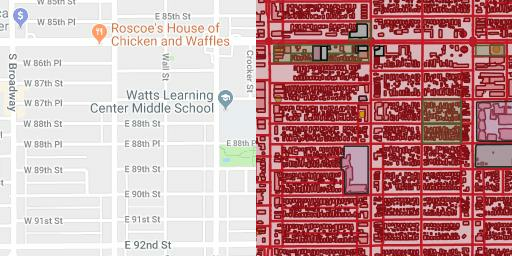 E 85th St
W 85th St
W 85th Pl
Roscoe's House of
Chicken and Waffles
W 86th Pl
W 87th St
Wall St
Crocker St
S Broadway
W 87th Pl
Watts Learning
Center Middle School
W 88th St
E 88th St
W 88th Pl
E 88th Pl
E 88th P
W 89th St
E 89th St
W 90th St
E 90th St
W 91st St
E 91st St
E 92nd St